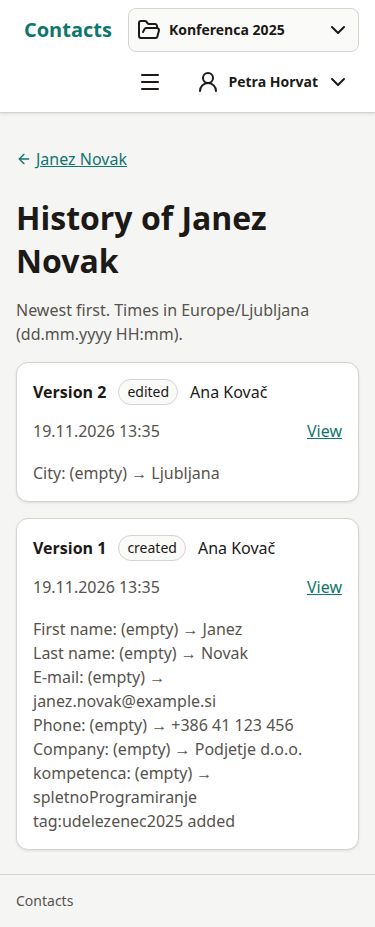 Contacts
Konferenca 2025
Petra Horvat
← Janez Novak
History of Janez
Novak
Newest first. Times in Europe/Ljubljana
(dd.mm.yyyy HH:mm).
Version 2 edited Ana Kovač
19.11.2026 13:35 View
City: (empty) → Ljubljana
Version 1 created Ana Kovač
19.11.2026 13:35 View
First name: (empty) → Janez
Last name: (empty) → Novak
E-mail: (empty) →
janez.novak@example.si
Phone: (empty) → +386 41 123 456
Company: (empty) → Podjetje d.o.o.
kompetenca: (empty) →
spletnoProgramiranje
tag:udelezenec2025 added
Contacts